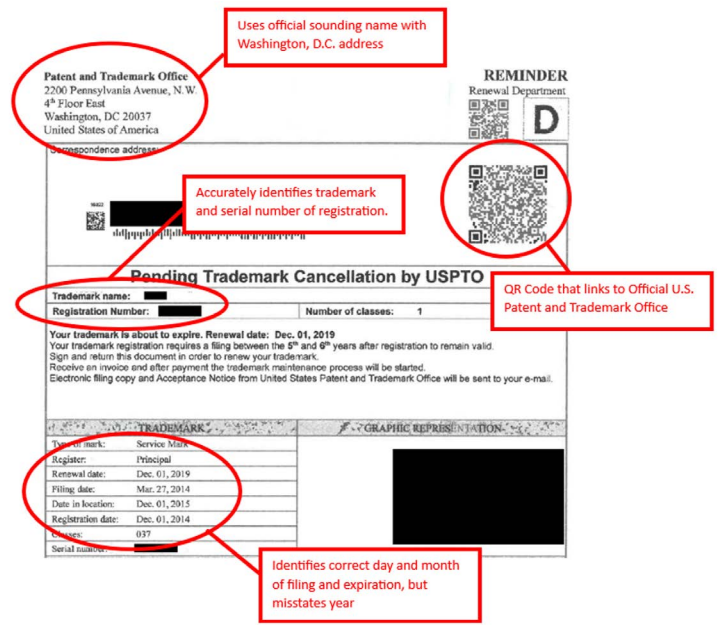 Uses official sounding name with
Washington, D.C. address
Patent and Trademark Office
2200 Pennsylvania Avenue, N.W.
4th Floor East
Washington, DC 20037
United States of America
REMINDER
Renewal Department
D
Correspondence address:
Accurately identifies trademark
and serial number of registration.
QR Code that links to Official U.S.
Patent and Trademark Office
Pending Trademark Cancellation by USPTO
Trademark name:
Registration Number:
Number of classes: 1
Your trademark is about to expire. Renewal date: Dec. 01, 2019
Your trademark registration requires a filing between the 5th and 6th years after registration to remain valid.
Sign and return this document in order to renew your trademark.
Receive an invoice and after payment the trademark maintenance process will be started.
Electronic filing copy and Acceptance Notice from United States Patent and Trademark Office will be sent to your e-mail.
TRADEMARK
GRAPHIC REPRESENTATION
Type of mark: Service Mark
Register: Principal
Renewal date: Dec. 01, 2019
Filing date: Mar. 27, 2014
Date in location: Dec. 01, 2015
Registration date: Dec. 01, 2014
Classes: 037
Serial number:
Identifies correct day and month
of filing and expiration, but
misstates year